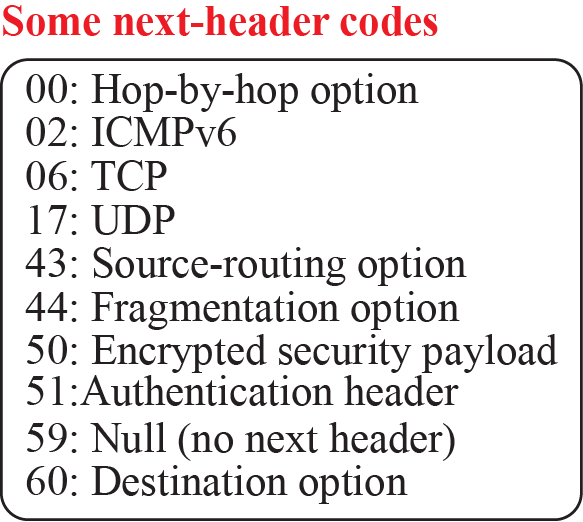 Some next-header codes
00: Hop-by-hop option
02: ICMPv6
06: TCP
17: UDP
43: Source-routing option
44: Fragmentation option
50: Encrypted security payload
51:Authentication header
59: Null (no next header)
60: Destination option